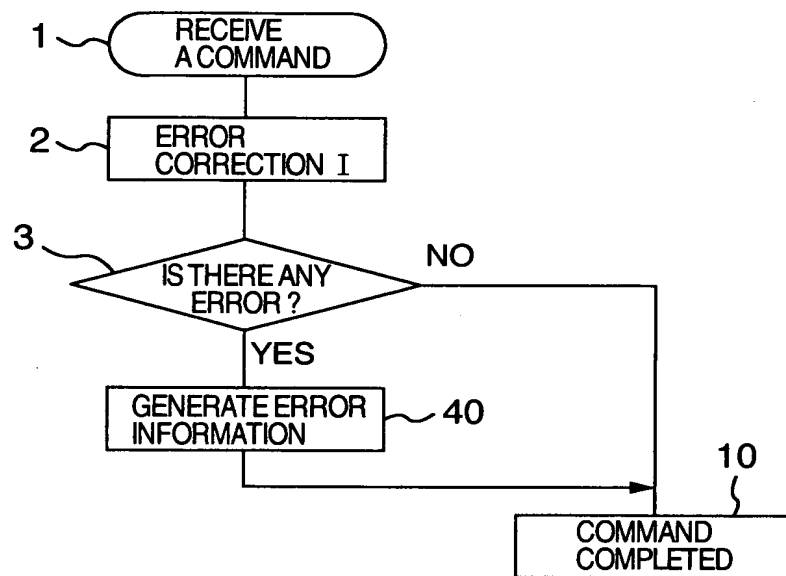 1
RECEIVE
A COMMAND
2
ERROR
CORRECTION I
3
IS THERE ANY
ERROR ?
NO
YES
GENERATE ERROR
INFORMATION
40
10
COMMAND
COMPLETED